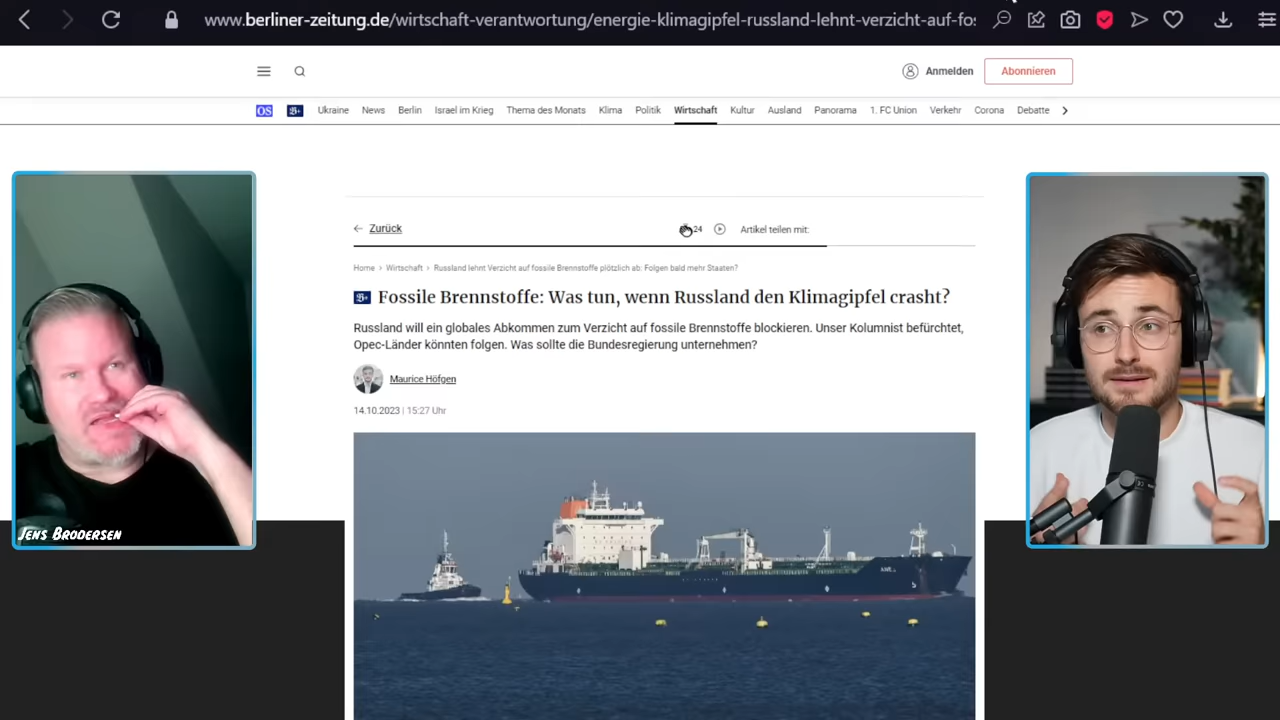 www.berliner-zeitung.de/wirtschaft-verantwortung/energie-klimagipfel-russland-lehnt-verzicht-auf-fos
Anmelden
Abonnieren
OS B+ Ukraine News Berlin Israel im Krieg Thema des Monats Klima Politik Wirtschaft Kultur Ausland Panorama 1. FC Union Verkehr Corona Debatte
Zurück
24
Artikel teilen mit:
Home › Wirtschaft › Russland lehnt Verzicht auf fossile Brennstoffe plötzlich ab: Folgen bald mehr Staaten?
B+ Fossile Brennstoffe: Was tun, wenn Russland den Klimagipfel crasht?
Russland will ein globales Abkommen zum Verzicht auf fossile Brennstoffe blockieren. Unser Kolumnist befürchtet,
Opec-Länder könnten folgen. Was sollte die Bundesregierung unternehmen?
Maurice Höfgen
14.10.2023 | 15:27 Uhr
Jens Brodersen